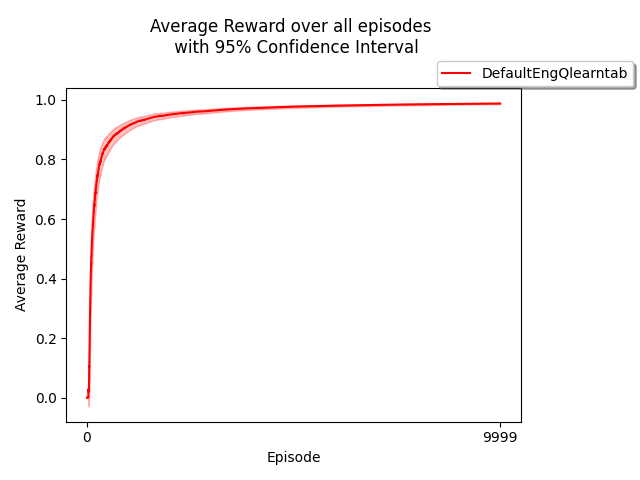 Average Reward over all episodes
with 95% Confidence Interval
DefaultEngQlearntab
1.0
0.8
0.6
0.4
0.2
0.0
Average Reward
0
9999
Episode